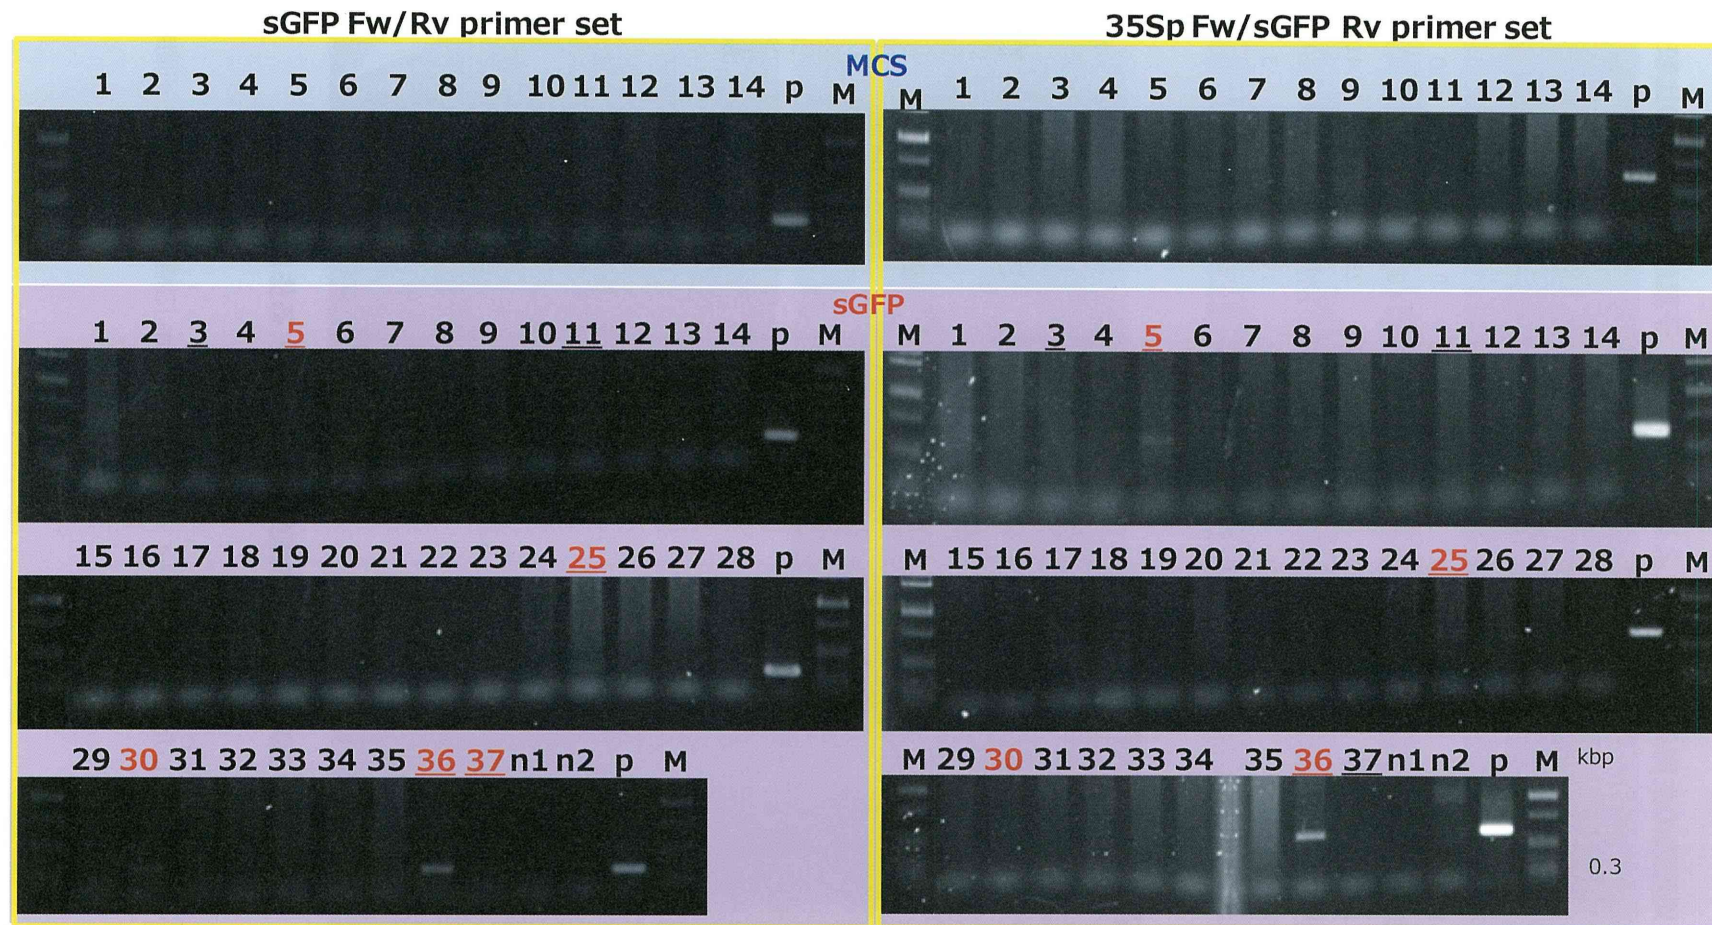 sGFP Fw/Rv primer set
35Sp Fw/sGFP Rv primer set
MCS
1 2 3 4 5 6 7 8 9 10 11 12 13 14 p M
M 1 2 3 4 5 6 7 8 9 10 11 12 13 14 p M
sGFP
1 2 3 4 5 6 7 8 9 10 11 12 13 14 p M
M 1 2 3 4 5 6 7 8 9 10 11 12 13 14 p M
15 16 17 18 19 20 21 22 23 24 25 26 27 28 p M
M 15 16 17 18 19 20 21 22 23 24 25 26 27 28 p M
29 30 31 32 33 34 35 36 37 n1 n2 p M
M 29 30 31 32 33 34 35 36 37 n1 n2 p M kbp
0.3